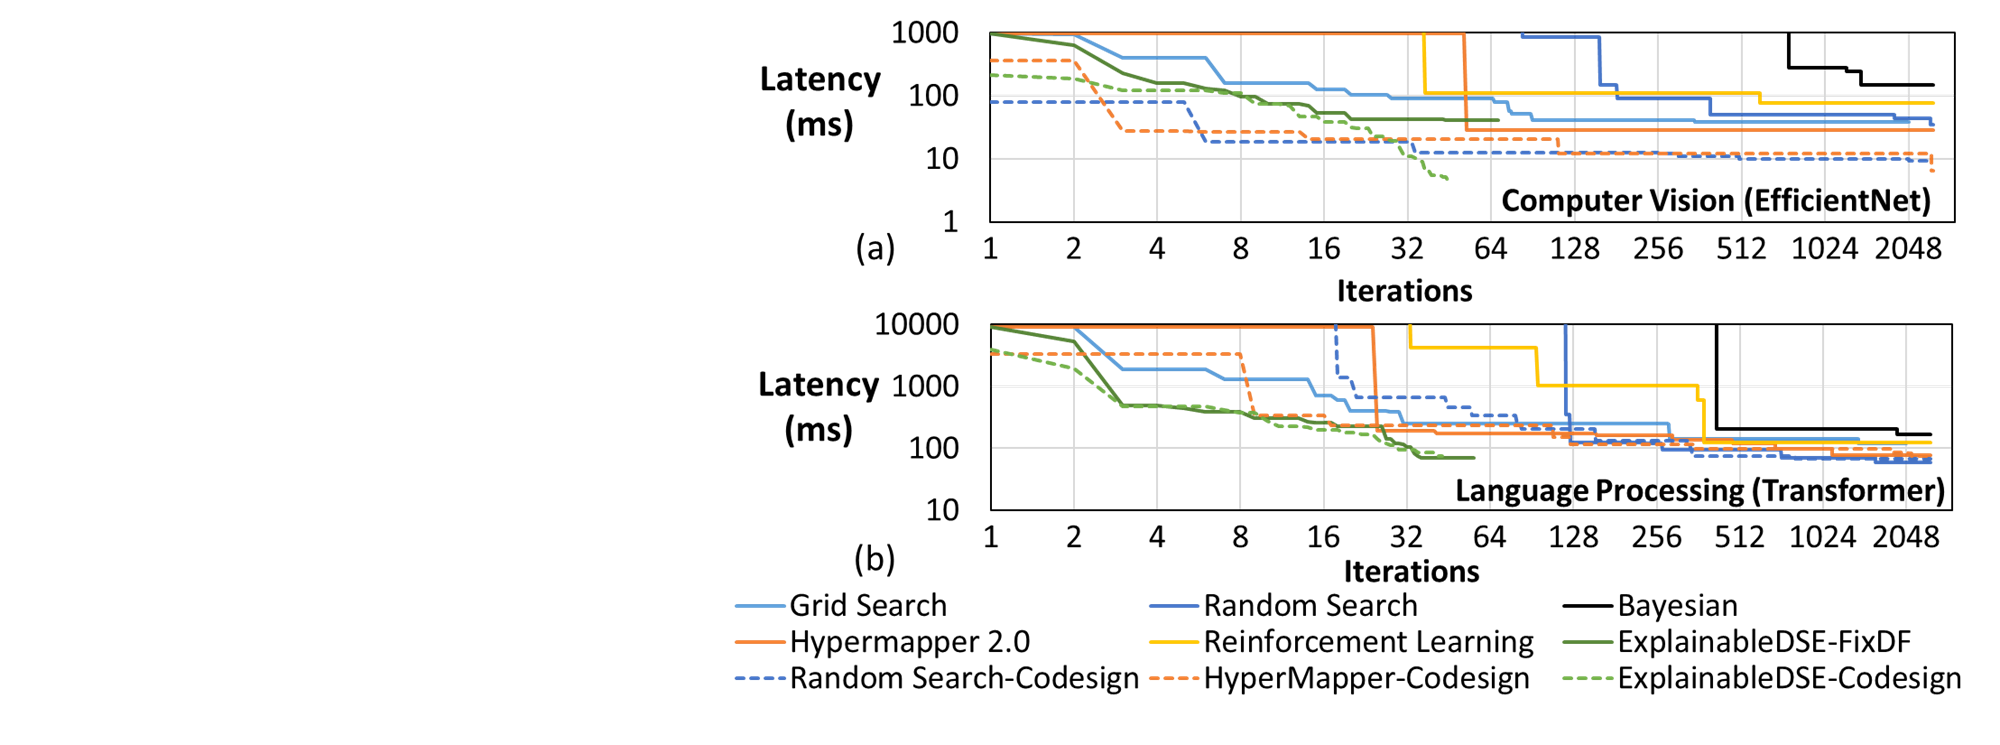 1000
Latency
(ms)
100
10
1
Computer Vision (EfficientNet)
(a)
1 2 4 8 16 32 64 128 256 512 1024 2048
Iterations
10000
Latency
(ms)
1000
100
10
Language Processing (Transformer)
(b)
1 2 4 8 16 32 64 128 256 512 1024 2048
Iterations
Grid Search Random Search Bayesian
Hypermapper 2.0 Reinforcement Learning ExplainableDSE-FixDF
Random Search-Codesign HyperMapper-Codesign ExplainableDSE-Codesign